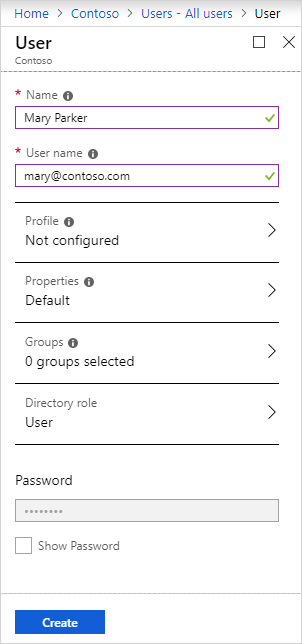 Home > Contoso > Users - All users > User
User
Contoso
* Name
Mary Parker
* User name
mary@contoso.com
Profile
Not configured
Properties
Default
Groups
0 groups selected
Directory role
User
Password
••••••••
Show Password
Create